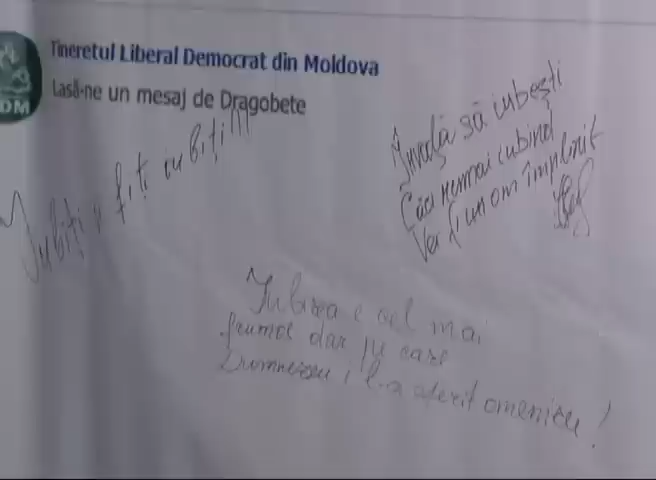 DM
Tineretul Liberal Democrat din Moldova
Lasă-ne un mesaj de Dragobete
Iubiți și fiți iubiți!!!
Învață să iubești
Căci numai iubind
Vei fi un om împlinit
Iubirea e cel mai
frumos dar pe care
Dumnezeu, l-a oferit omenirii!